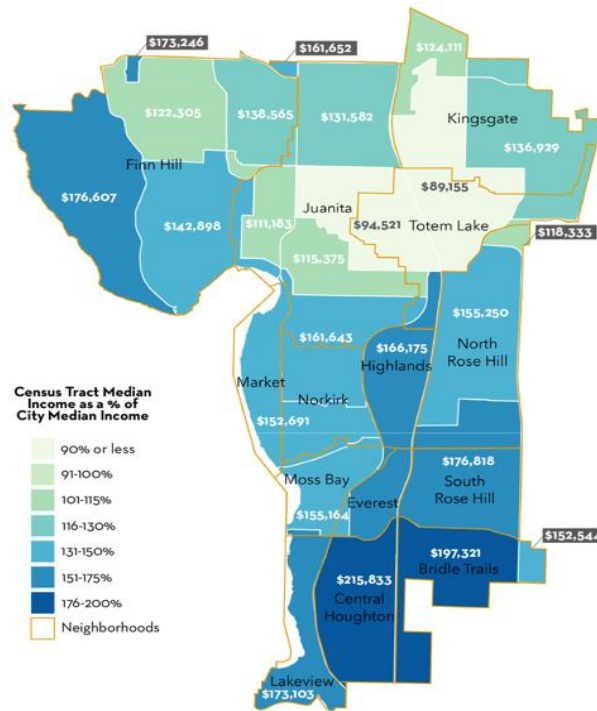 $173,246
$161,652
$124,111
$122,305
$138,565
$131,582
Kingsgate
$136,929
Finn Hill
$176,607
$142,898
$111,183
Juanita
$89,155
$94,521
Totem Lake
$118,333
$115,375
$155,250
North
Rose Hill
$161,643
$166,175
Highlands
Market
Norkirk
$152,691
Census Tract Median
Income as a % of
City Median Income
90% or less
91-100%
101-115%
116-130%
131-150%
151-175%
176-200%
Neighborhoods
Moss Bay
$155,164
Everest
$176,818
South
Rose Hill
$152,544
$197,321
Bridle Trails
$215,833
Central
Houghton
Lakeview
$173,103